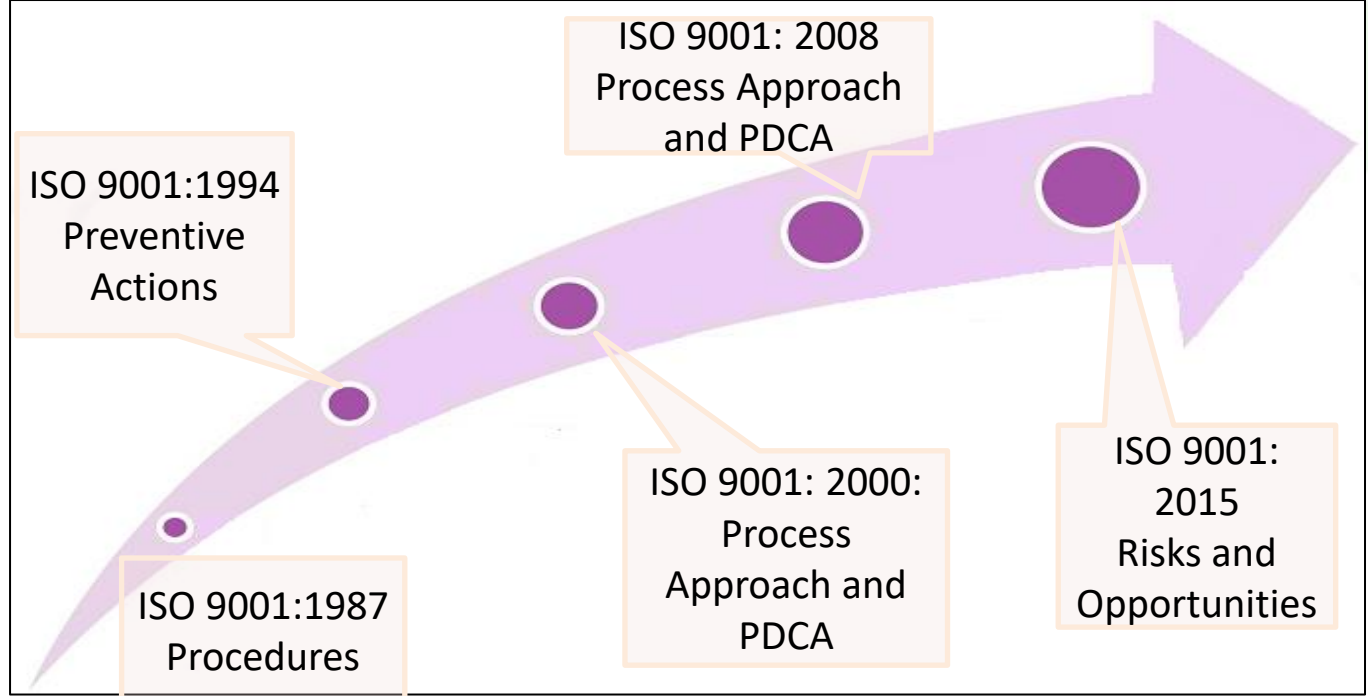 ISO 9001: 2008
Process Approach
and PDCA
ISO 9001:1994
Preventive
Actions
ISO 9001: 2000:
Process
Approach and
PDCA
ISO 9001:
2015
Risks and
Opportunities
ISO 9001:1987
Procedures